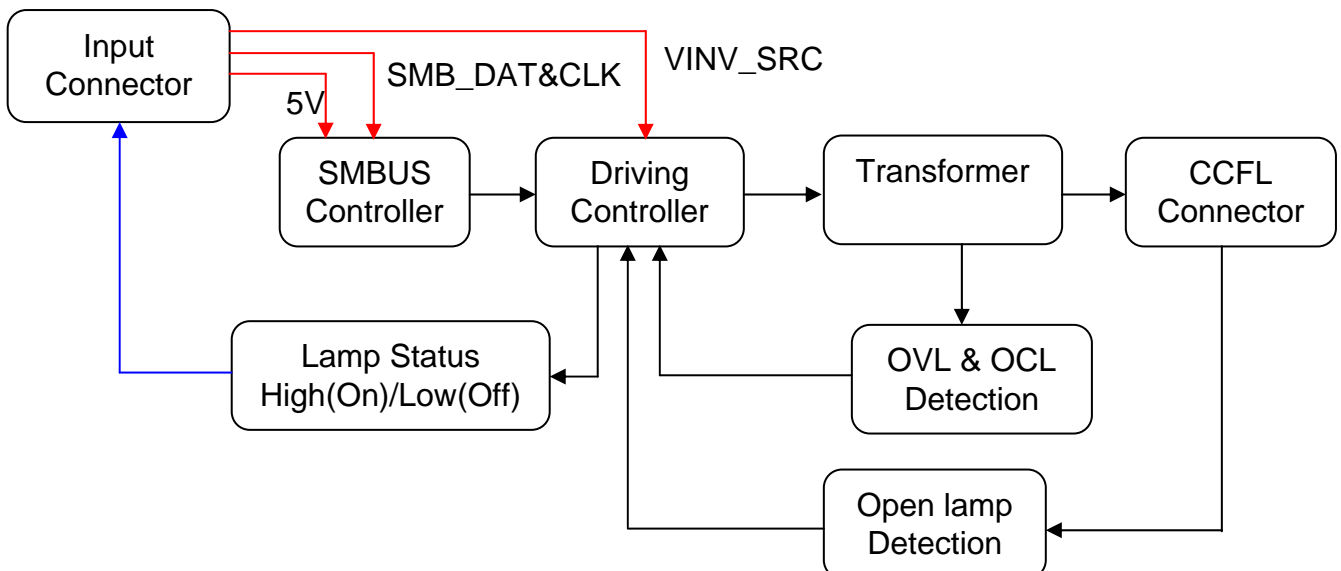 Input
Connector
VINV_SRC
SMB_DAT&CLK
5V
SMBUS
Controller
Driving
Controller
Transformer
CCFL
Connector
Lamp Status
High(On)/Low(Off)
OVL & OCL
Detection
Open lamp
Detection